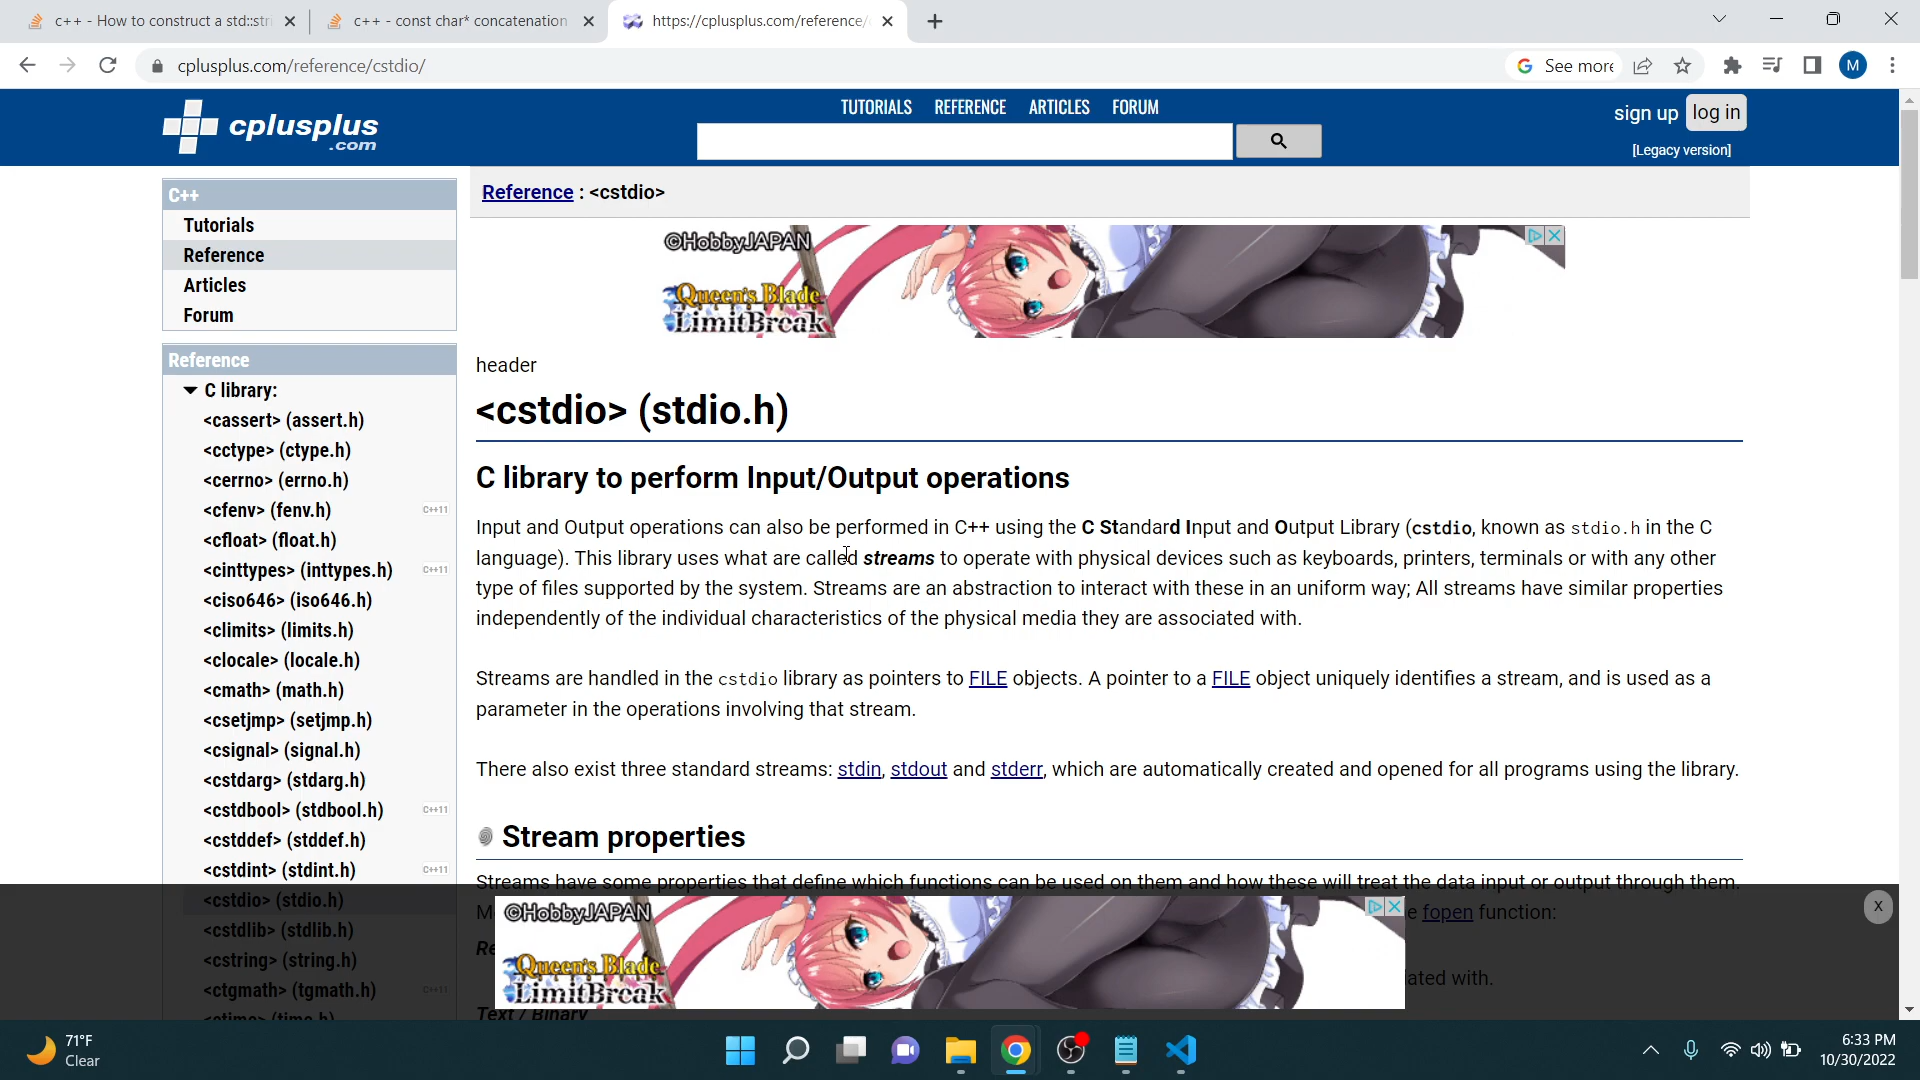 c++ - How to construct a std::stri
c++ - const char* concatenation
https://cplusplus.com/reference/
cplusplus.com/reference/cstdio/
See more
M
cplusplus
.com
TUTORIALS REFERENCE ARTICLES FORUM
sign up log in
[Legacy version]
C++
Tutorials
Reference
Articles
Forum
Reference
C library:
<cassert> (assert.h)
<cctype> (ctype.h)
<cerrno> (errno.h)
<cfenv> (fenv.h) C++11
<cfloat> (float.h)
<cinttypes> (inttypes.h) C++11
<ciso646> (iso646.h)
<climits> (limits.h)
<clocale> (locale.h)
<cmath> (math.h)
<csetjmp> (setjmp.h)
<csignal> (signal.h)
<cstdarg> (stdarg.h)
<cstdbool> (stdbool.h) C++11
<cstddef> (stddef.h)
<cstdint> (stdint.h) C++11
<cstdio> (stdio.h)
<cstdlib> (stdlib.h)
<cstring> (string.h)
<ctgmath> (tgmath.h) C++11
<ctime> (time.h)
Reference : <cstdio>
©HobbyJAPAN
Queen's Blade
LimitBreak
header
<cstdio> (stdio.h)
C library to perform Input/Output operations
Input and Output operations can also be performed in C++ using the C Standard Input and Output Library (cstdio, known as stdio.h in the C
language). This library uses what are called streams to operate with physical devices such as keyboards, printers, terminals or with any other
type of files supported by the system. Streams are an abstraction to interact with these in an uniform way; All streams have similar properties
independently of the individual characteristics of the physical media they are associated with.
Streams are handled in the cstdio library as pointers to FILE objects. A pointer to a FILE object uniquely identifies a stream, and is used as a
parameter in the operations involving that stream.
There also exist three standard streams: stdin, stdout and stderr, which are automatically created and opened for all programs using the library.
Stream properties
Streams have some properties that define which functions can be used on them and how these will treat the data input or output through them.
M e fopen function:
Re
ated with.
Text / Binary
©HobbyJAPAN
Queen's Blade
LimitBreak
X
71°F
Clear
6:33 PM
10/30/2022